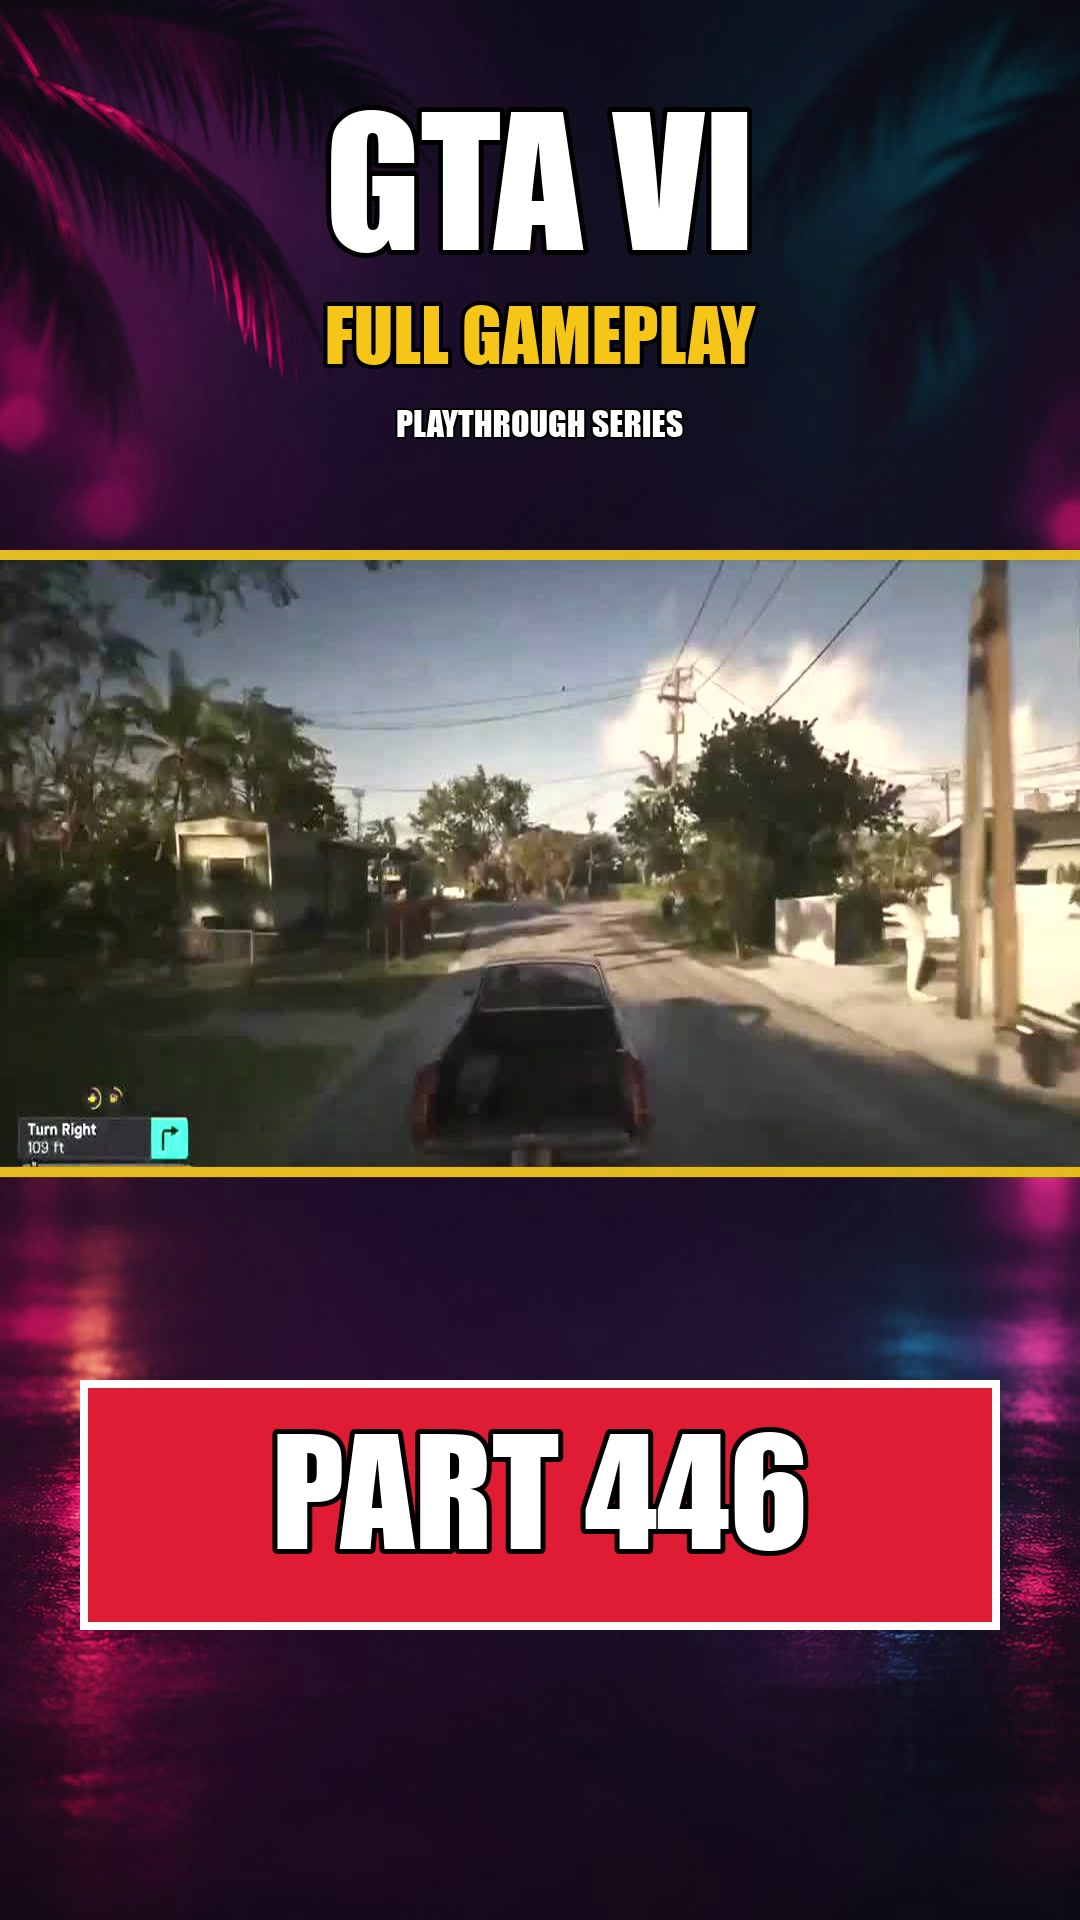 GTA VI
FULL GAMEPLAY
PLAYTHROUGH SERIES
Turn Right
109 ft
PART 446